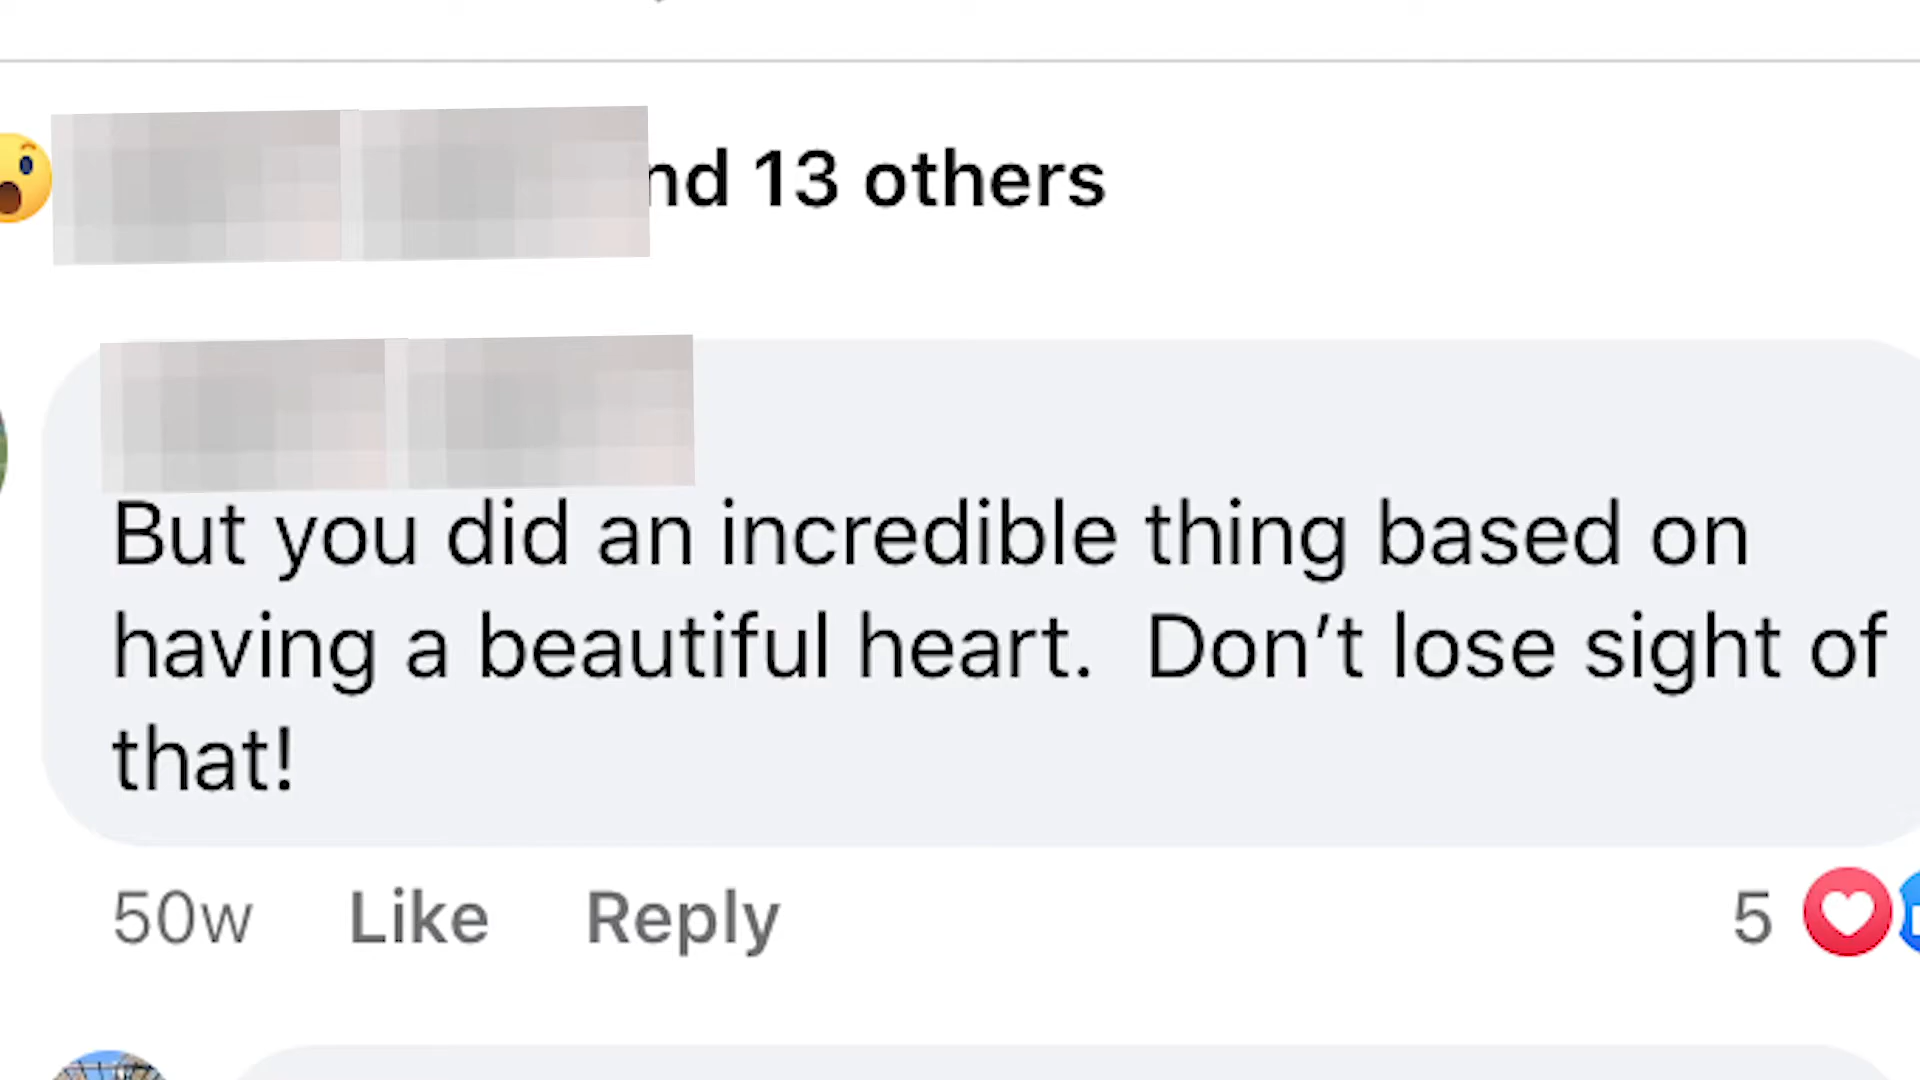 nd 13 others
But you did an incredible thing based on
having a beautiful heart.  Don’t lose sight of
that!
50w Like Reply 5